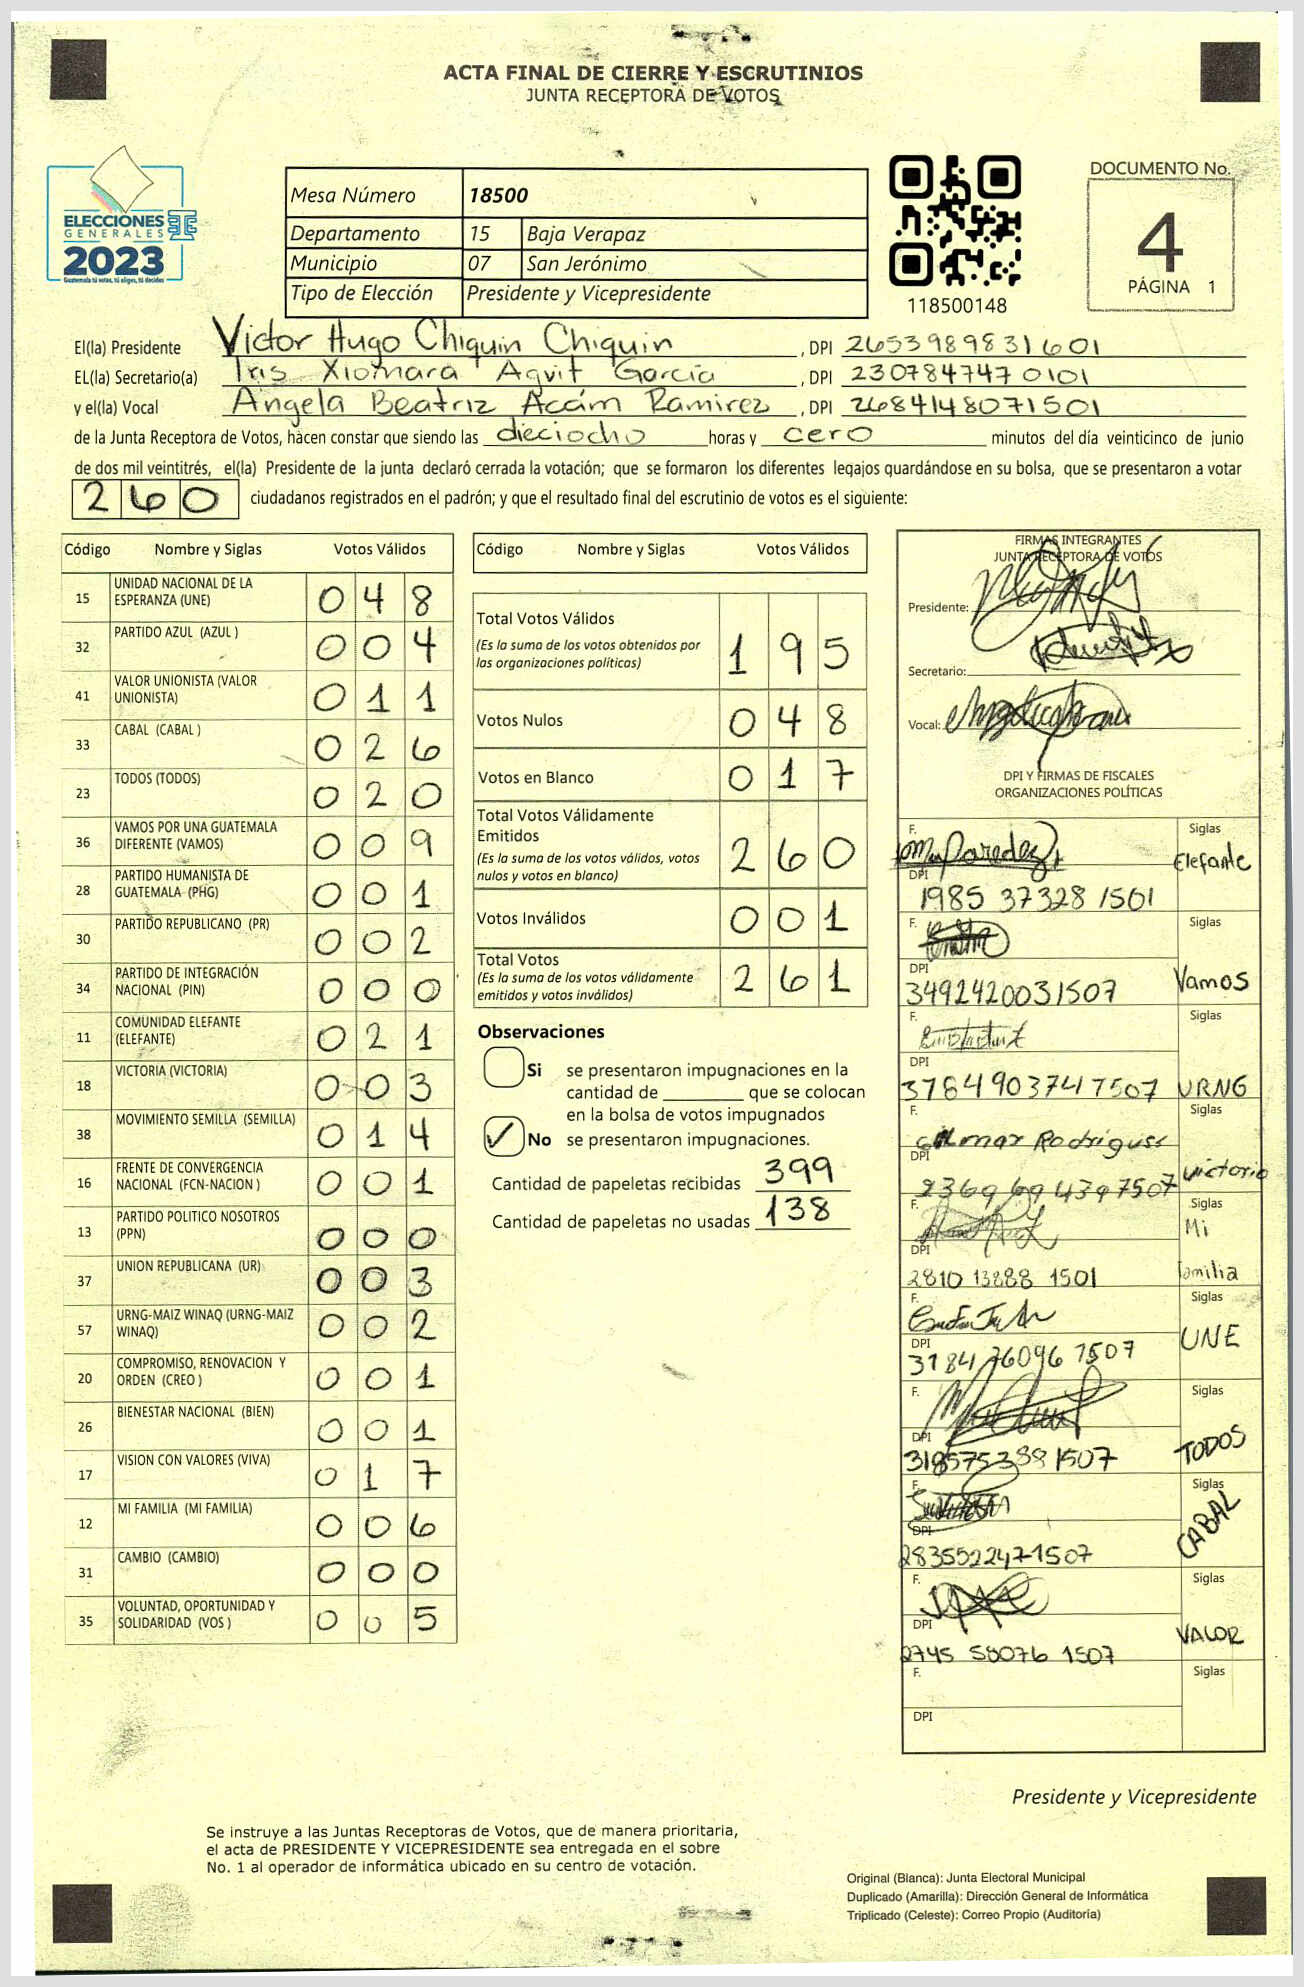 ACTA FINAL DE CIERRE Y ESCRUTINIOS
JUNTA RECEPTORA DE VOTOS
ELECCIONES
GENERALES
2023
Guatemala tú votas, tú eliges, tú decides
Mesa Número 18500
Departamento 15 Baja Verapaz
Municipio 07 San Jerónimo
Tipo de Elección Presidente y Vicepresidente
118500148
DOCUMENTO No.
4
PÁGINA 1
El(la) Presidente Victor Hugo Chiquin Chiquin, DPI 2653989831601
EL(la) Secretario(a) Iris Xiomara Aqvit García, DPI 2307847470101
y el(la) Vocal Angela Beatriz Acám Ramirez, DPI 2684148071501
de la Junta Receptora de Votos, hacen constar que siendo las dieciocho horas y cero minutos del día veinticinco de junio
de dos mil veintitrés, el(la) Presidente de la junta declaró cerrada la votación; que se formaron los diferentes legajos guardándose en su bolsa, que se presentaron a votar
260 ciudadanos registrados en el padrón; y que el resultado final del escrutinio de votos es el siguiente:
Código Nombre y Siglas Votos Válidos
15 UNIDAD NACIONAL DE LA ESPERANZA (UNE) 048
32 PARTIDO AZUL (AZUL ) 004
41 VALOR UNIONISTA (VALOR UNIONISTA) 011
33 CABAL (CABAL ) 026
23 TODOS (TODOS) 020
36 VAMOS POR UNA GUATEMALA DIFERENTE (VAMOS) 009
28 PARTIDO HUMANISTA DE GUATEMALA (PHG) 001
30 PARTIDO REPUBLICANO (PR) 002
34 PARTIDO DE INTEGRACIÓN NACIONAL (PIN) 000
11 COMUNIDAD ELEFANTE (ELEFANTE) 021
18 VICTORIA (VICTORIA) 003
38 MOVIMIENTO SEMILLA (SEMILLA) 014
16 FRENTE DE CONVERGENCIA NACIONAL (FCN-NACION ) 001
13 PARTIDO POLITICO NOSOTROS (PPN) 000
37 UNION REPUBLICANA (UR) 003
57 URNG-MAIZ WINAQ (URNG-MAIZ WINAQ) 002
20 COMPROMISO, RENOVACION Y ORDEN (CREO ) 001
26 BIENESTAR NACIONAL (BIEN) 001
17 VISION CON VALORES (VIVA) 017
12 MI FAMILIA (MI FAMILIA) 006
31 CAMBIO (CAMBIO) 000
35 VOLUNTAD, OPORTUNIDAD Y SOLIDARIDAD (VOS ) 005
Código Nombre y Siglas Votos Válidos
Total Votos Válidos
(Es la suma de los votos obtenidos por las organizaciones políticas) 195
Votos Nulos 048
Votos en Blanco 017
Total Votos Válidamente Emitidos
(Es la suma de los votos válidos, votos nulos y votos en blanco) 260
Votos Inválidos 001
Total Votos
(Es la suma de los votos válidamente emitidos y votos inválidos) 261
Observaciones
Si se presentaron impugnaciones en la
cantidad de ________ que se colocan
en la bolsa de votos impugnados
✓ No se presentaron impugnaciones.
Cantidad de papeletas recibidas 399
Cantidad de papeletas no usadas 138
FIRMAS INTEGRANTES
JUNTA RECEPTORA DE VOTOS
Presidente:
Secretario:
Vocal:
DPI Y FIRMAS DE FISCALES
ORGANIZACIONES POLÍTICAS
F. Siglas
Elefante
DPI
1985 37328 1501
F. Siglas
DPI
3492420031507 Vamos
F. Siglas
DPI
3784903747507 URNG
F. Siglas
DPI
2369694397507 Victoria
F. Siglas
Mi
DPI
2810 13888 1501 familia
F. Siglas
UNE
DPI
3184 76096 1507
F. Siglas
DPI
318575388 1507 TODOS
F. Siglas
CABAL
DPI
2835522471507
F. Siglas
DPI
VALOR
2745 58076 1507
F. Siglas
DPI
Presidente y Vicepresidente
Se instruye a las Juntas Receptoras de Votos, que de manera prioritaria,
el acta de PRESIDENTE Y VICEPRESIDENTE sea entregada en el sobre
No. 1 al operador de informática ubicado en su centro de votación.
Original (Blanca): Junta Electoral Municipal
Duplicado (Amarilla): Dirección General de Informática
Triplicado (Celeste): Correo Propio (Auditoría)